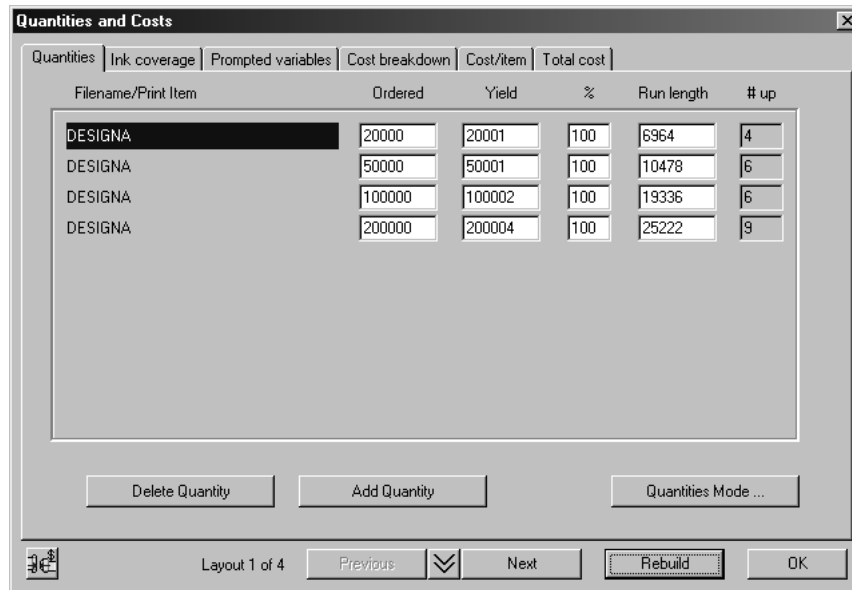 Quantities and Costs
Quantities Ink coverage Prompted variables Cost breakdown Cost/item Total cost
Filename/Print Item Ordered Yield % Run length # up
DESIGNA 20000 20001 100 6964 4
DESIGNA 50000 50001 100 10478 6
DESIGNA 100000 100002 100 19336 6
DESIGNA 200000 200004 100 25222 9
Delete Quantity Add Quantity Quantities Mode ...
Layout 1 of 4 Previous Next Rebuild OK